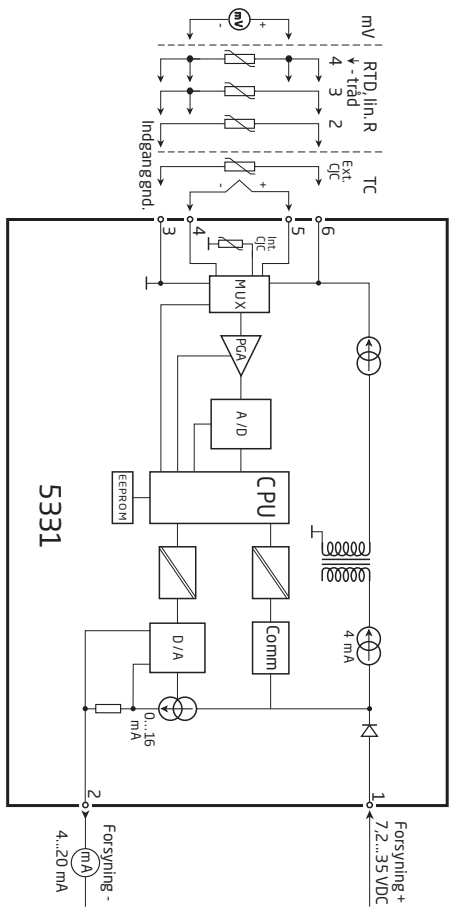 mV
mV
-
+
RTD, lin. R
← - tråd
4
3
2
TC
Ext.
CJC
-
+
Indgang gnd.
3
4
5
6
Int.
CJC
MUX
PGA
A/D
CPU
EEPROM
5331
Comm
D/A
4 mA
0...16
mA
1
2
Forsyning +
7,2...35 VDC
Forsyning -
mA
4...20 mA